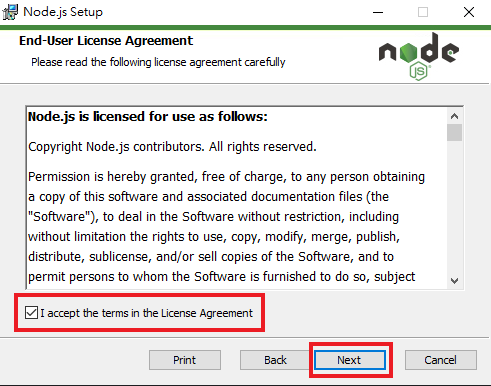 Node.js Setup
End-User License Agreement
Please read the following license agreement carefully
node
JS
Node.js is licensed for use as follows:
Copyright Node.js contributors. All rights reserved.
Permission is hereby granted, free of charge, to any person obtaining
a copy of this software and associated documentation files (the
"Software"), to deal in the Software without restriction, including
without limitation the rights to use, copy, modify, merge, publish,
distribute, sublicense, and/or sell copies of the Software, and to
permit persons to whom the Software is furnished to do so, subject
I accept the terms in the License Agreement
Print Back Next Cancel